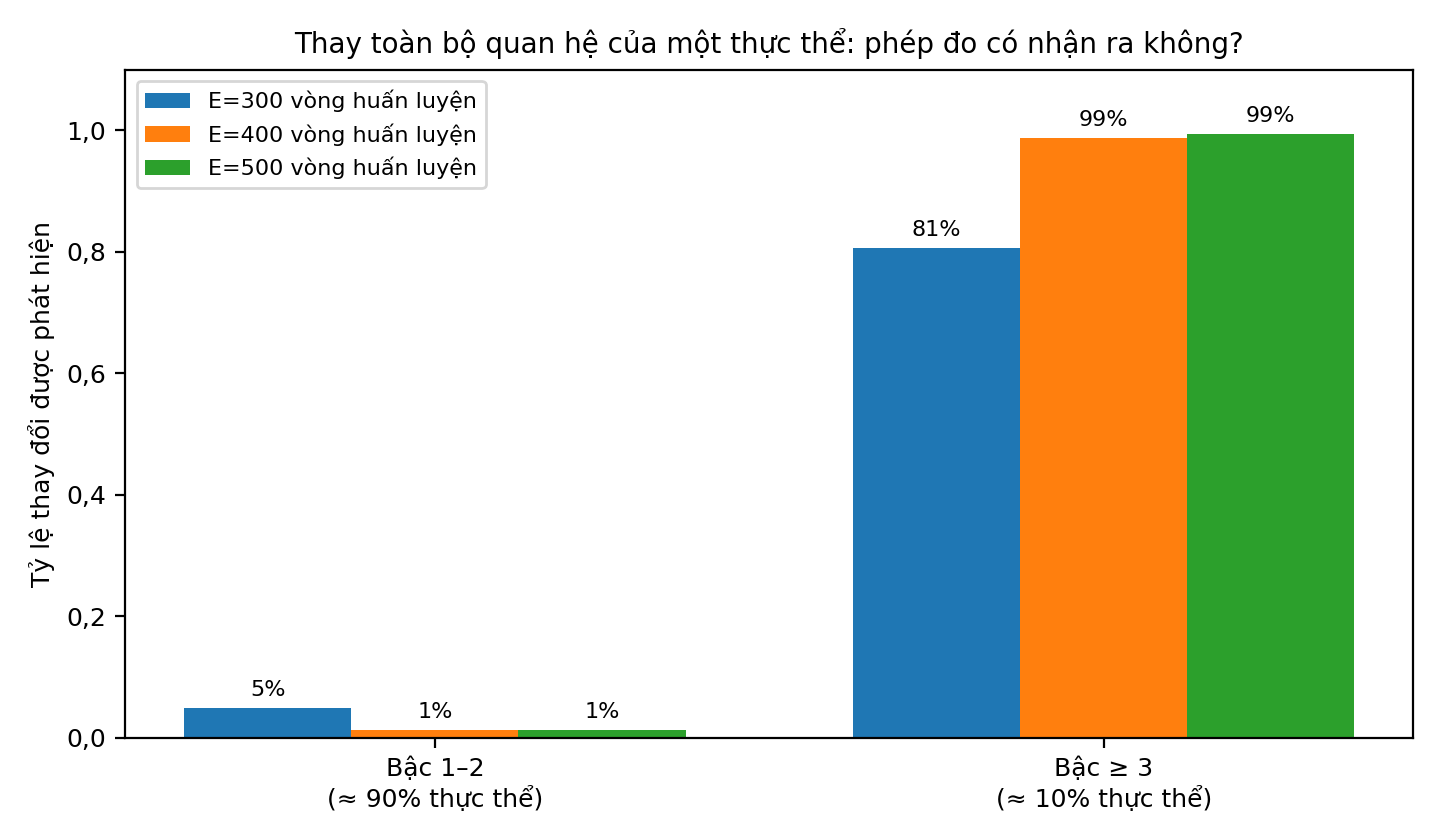 Thay toàn bộ quan hệ của một thực thể: phép đo có nhận ra không?
E=300 vòng huấn luyện
E=400 vòng huấn luyện
E=500 vòng huấn luyện
Tỷ lệ thay đổi được phát hiện
1,0
0,8
0,6
0,4
0,2
0,0
5%
1%
1%
81%
99%
99%
Bậc 1–2
(≈ 90% thực thể)
Bậc ≥ 3
(≈ 10% thực thể)